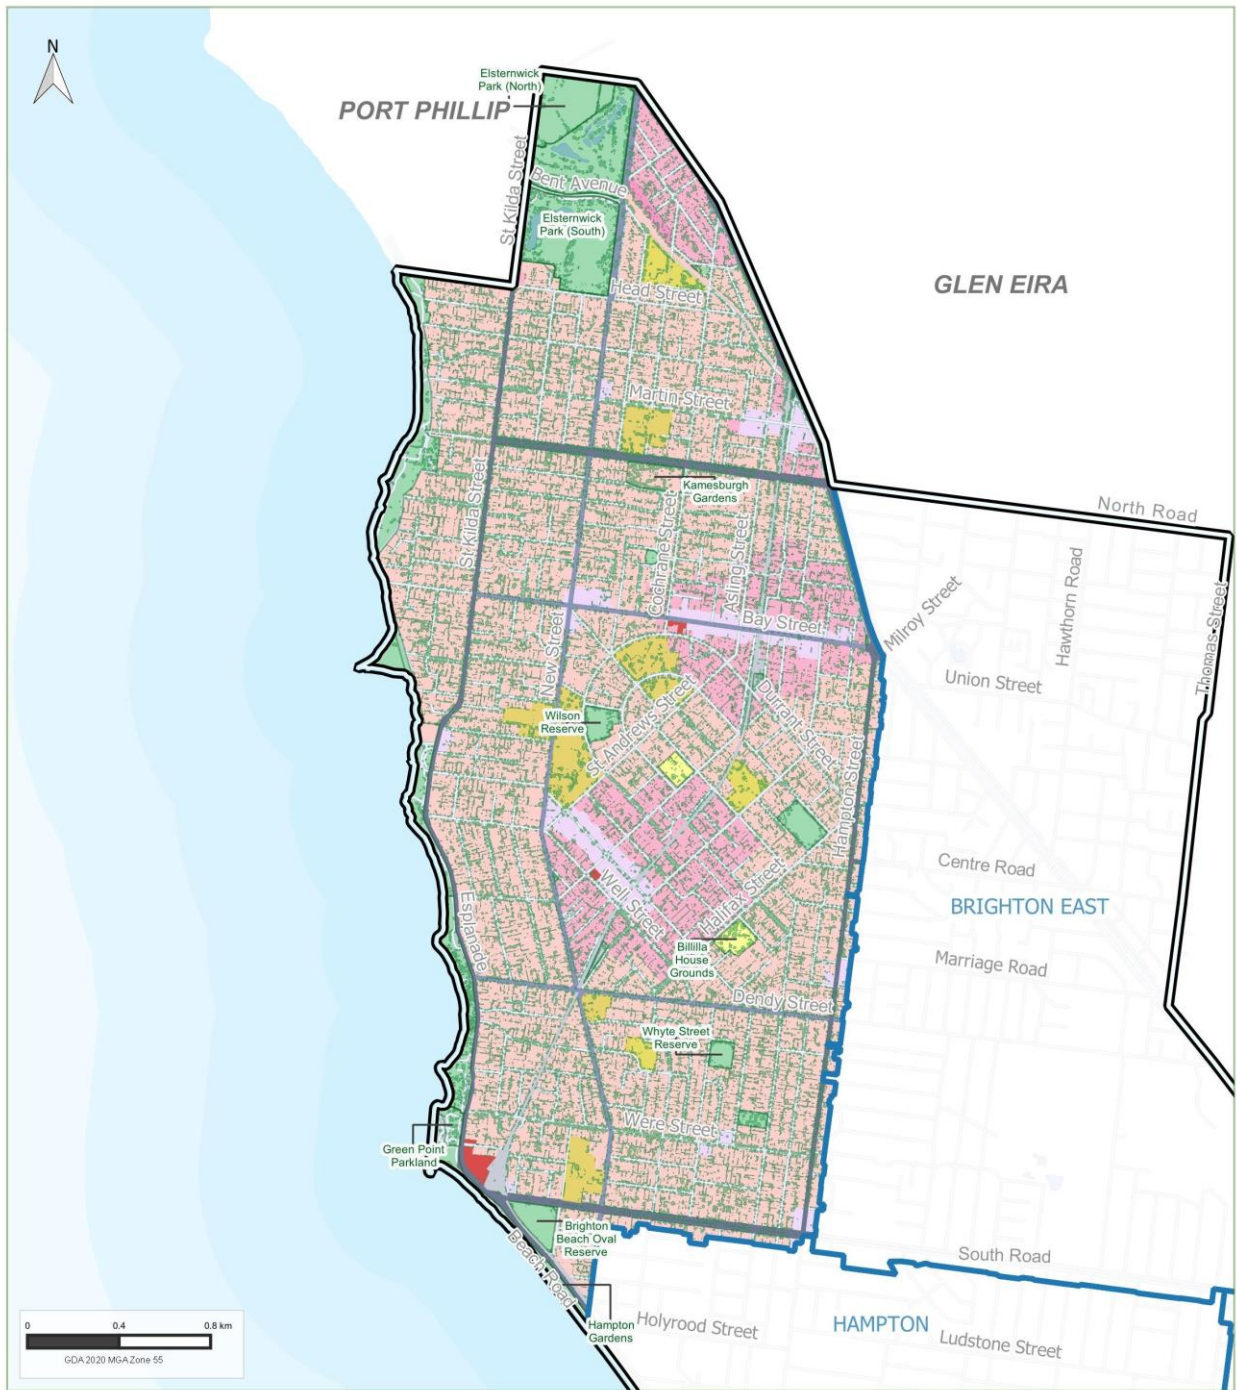 N
Elsternwick
Park (North)
PORT PHILLIP
St Kilda Street
Bent Avenue
Elsternwick
Park (South)
GLEN EIRA
Head Street
Martin Street
Kamesburgh
Gardens
North Road
St Kilda Street
Cochrane Street
Asling Street
Hawthorn Road
Thomas Street
Milroy Street
New Street
Bay Street
Union Street
Wilson
Reserve
St Andrews Street
Durrant Street
Hampton Street
Centre Road
Well Street
Halifax Street
BRIGHTON EAST
Esplanade
Billilla
House
Grounds
Marriage Road
Dendy Street
Whyte Street
Reserve
Were Street
Green Point
Parkland
Brighton
Beach Oval
Reserve
Beach Road
South Road
Hampton
Gardens
Holyrood Street
HAMPTON
Ludstone Street
0 0.4 0.8 km
GDA 2020 MGA Zone 55